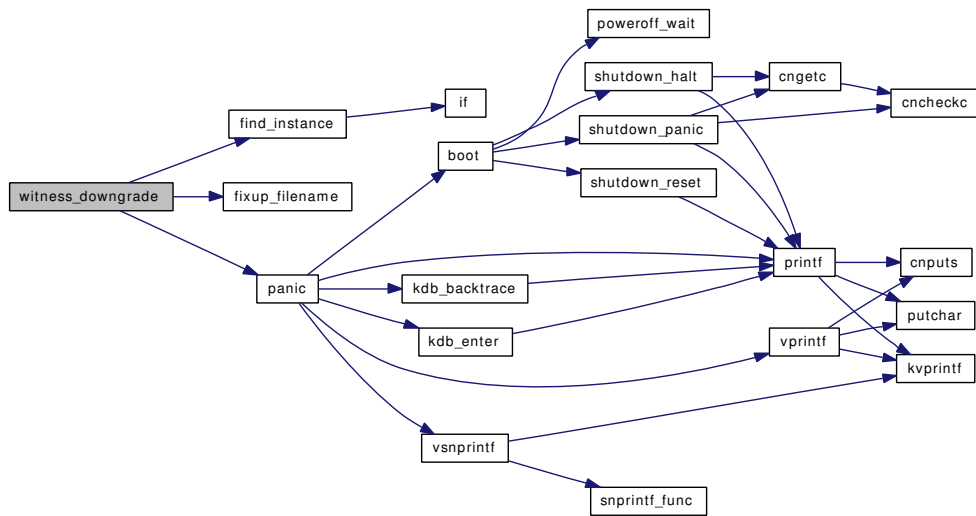 poweroff_wait
shutdown_halt
cngetc
if
cncheckc
find_instance
shutdown_panic
boot
witness_downgrade
fixup_filename
shutdown_reset
printf
cnputs
panic
kdb_backtrace
putchar
kdb_enter
vprintf
kvprintf
vsnprintf
snprintf_func